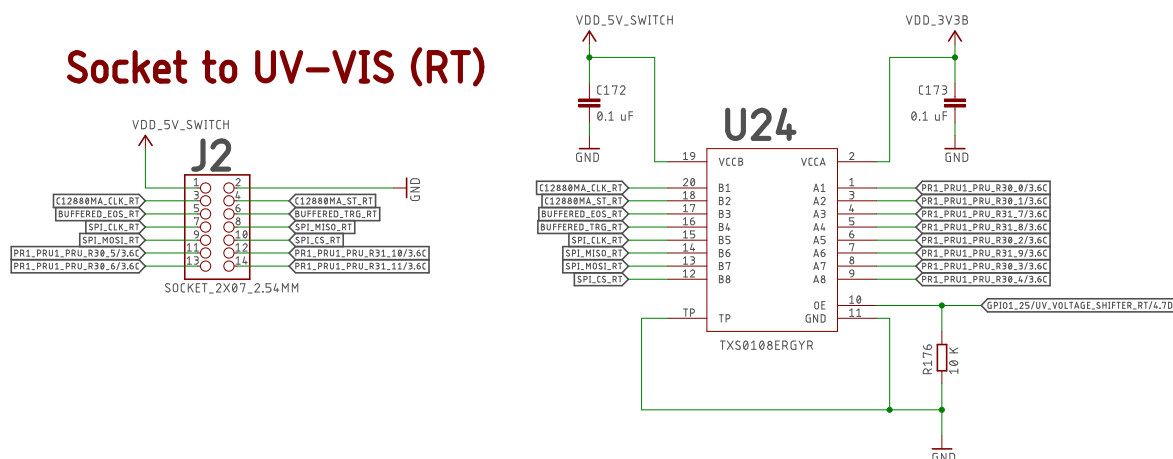 Socket to UV-VIS (RT)
VDD_5V_SWITCH
J2
1 2
3 4
5 6
7 8
9 10
11 12
13 14
GND
C12880MA_CLK_RT
C12880MA_ST_RT
BUFFERED_EOS_RT
BUFFERED_TRG_RT
SPI_CLK_RT
SPI_MISO_RT
SPI_MOSI_RT
SPI_CS_RT
PR1_PRU1_PRU_R30_5/3.6C
PR1_PRU1_PRU_R31_10/3.6C
PR1_PRU1_PRU_R30_6/3.6C
PR1_PRU1_PRU_R31_11/3.6C
SOCKET_2X07_2.54MM
VDD_5V_SWITCH
C172
0.1 uF
GND
VDD_3V3B
C173
0.1 uF
GND
U24
19 VCCB VCCA 2
C12880MA_CLK_RT 20 B1 A1 1 PR1_PRU1_PRU_R30_0/3.6C
C12880MA_ST_RT 18 B2 A2 3 PR1_PRU1_PRU_R30_1/3.6C
BUFFERED_EOS_RT 17 B3 A3 4 PR1_PRU1_PRU_R31_7/3.6C
BUFFERED_TRG_RT 16 B4 A4 5 PR1_PRU1_PRU_R31_8/3.6C
SPI_CLK_RT 15 B5 A5 6 PR1_PRU1_PRU_R30_2/3.6C
SPI_MISO_RT 14 B6 A6 7 PR1_PRU1_PRU_R31_9/3.6C
SPI_MOSI_RT 13 B7 A7 8 PR1_PRU1_PRU_R30_3/3.6C
SPI_CS_RT 12 B8 A8 9 PR1_PRU1_PRU_R30_4/3.6C
OE 10 GPIO1_25/UV_VOLTAGE_SHIFTER_RT/4.7D
TP TP GND 11
TXS0108ERGYR
R176
10 K
GND